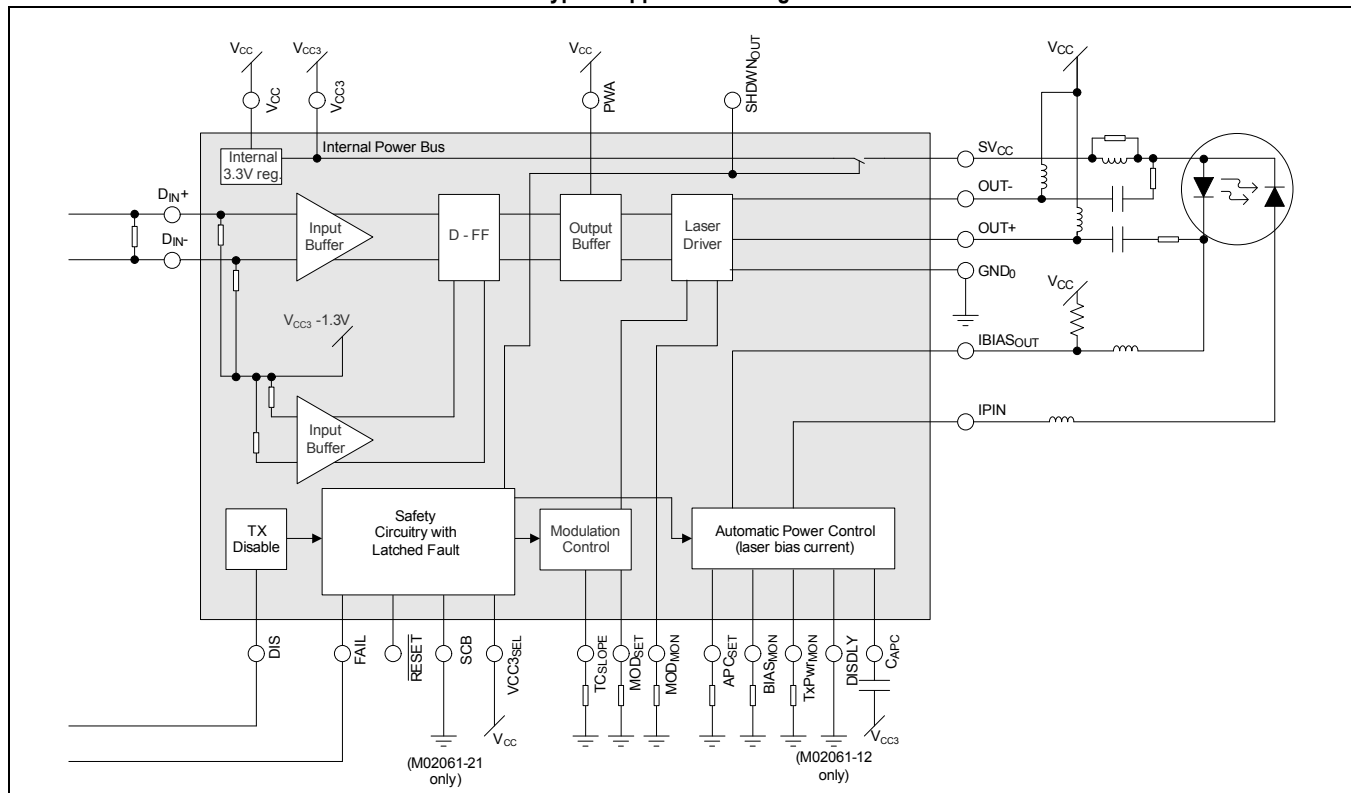 VCC
VCC3
VCC
VCC
VCC
VCC3
PWA
SHDWNOUT
Internal Power Bus
Internal
3.3V reg.
SVCC
DIN+
OUT-
Input
Buffer
D - FF
Output
Buffer
Laser
Driver
DIN-
OUT+
GND0
VCC3 -1.3V
VCC
IBIASOUT
IPIN
Input
Buffer
TX
Disable
Safety
Circuitry with
Latched Fault
Modulation
Control
Automatic Power Control
(laser bias current)
DIS
FAIL
RESET
SCB
VCC3SEL
TCSLOPE
MODSET
MODMON
APCSET
BIASMON
TxPwrMON
DISDLY
CAPC
VCC
VCC3
(M02061-21
only)
(M02061-12
only)